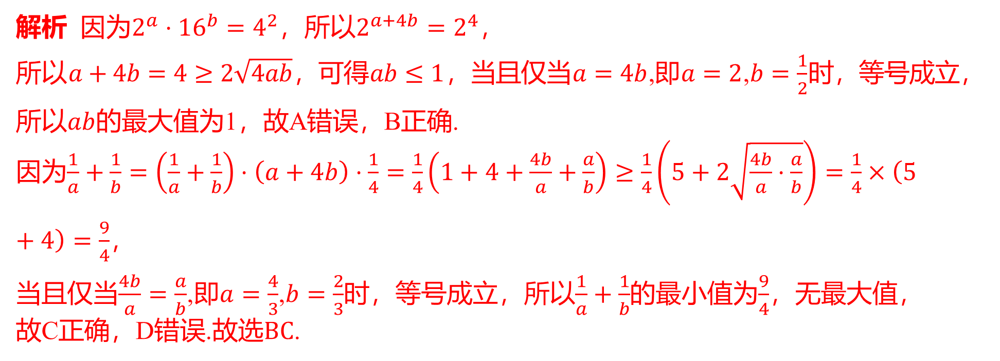 解析 因为$2^a \cdot 16^b = 4^2$，所以$2^{a+4b} = 2^4$，
所以$a + 4b = 4 \geq 2\sqrt{4ab}$，可得$ab \leq 1$，当且仅当$a = 4b$,即$a = 2$,$b = \frac{1}{2}$时，等号成立，
所以$ab$的最大值为1，故A错误，B正确.
因为$\frac{1}{a} + \frac{1}{b} = \left(\frac{1}{a} + \frac{1}{b}\right) \cdot (a + 4b) \cdot \frac{1}{4} = \frac{1}{4}\left(1 + 4 + \frac{4b}{a} + \frac{a}{b}\right) \geq \frac{1}{4}\left(5 + 2\sqrt{\frac{4b}{a} \cdot \frac{a}{b}}\right) = \frac{1}{4} \times (5$
$+ 4) = \frac{9}{4}$,
当且仅当$\frac{4b}{a} = \frac{a}{b}$,即$a = \frac{4}{3}$,$b = \frac{2}{3}$时，等号成立，所以$\frac{1}{a} + \frac{1}{b}$的最小值为$\frac{9}{4}$，无最大值，
故C正确，D错误.故选BC.